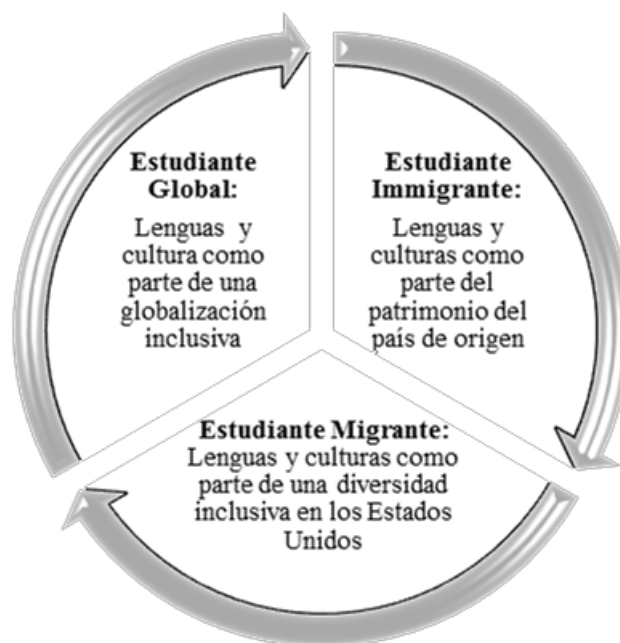 Estudiante
Global:
Lenguas y
cultura como
parte de una
globalización
inclusiva
Estudiante
Immigrante:
Lenguas y
culturas como
parte del
patrimonio del
país de origen
Estudiante Migrante:
Lenguas y culturas como
parte de una diversidad
inclusiva en los Estados
Unidos